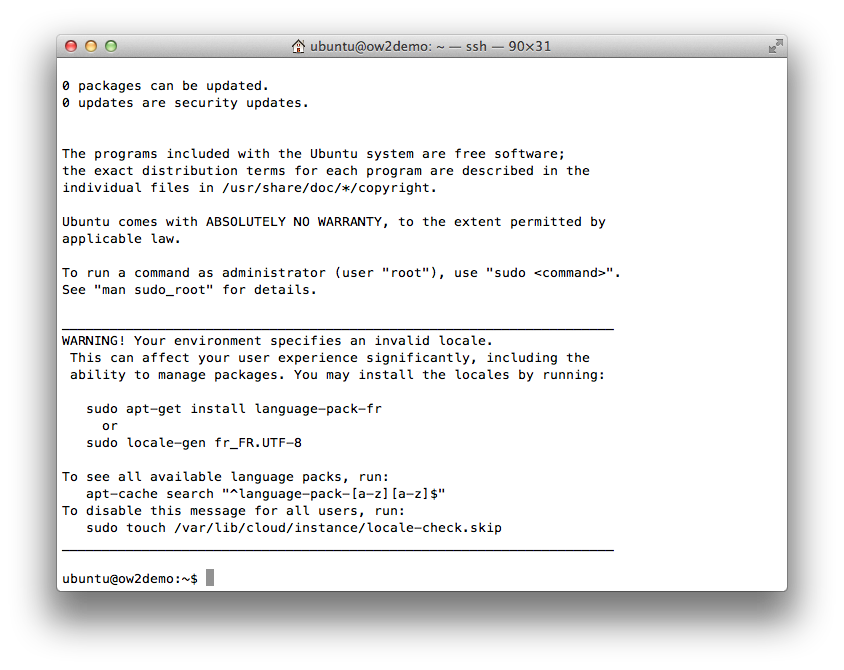 ubuntu@ow2demo: ~ — ssh — 90×31
0 packages can be updated.
0 updates are security updates.
The programs included with the Ubuntu system are free software;
the exact distribution terms for each program are described in the
individual files in /usr/share/doc/*/copyright.
Ubuntu comes with ABSOLUTELY NO WARRANTY, to the extent permitted by
applicable law.
To run a command as administrator (user "root"), use "sudo <command>".
See "man sudo_root" for details.
WARNING! Your environment specifies an invalid locale.
 This can affect your user experience significantly, including the
 ability to manage packages. You may install the locales by running:
   sudo apt-get install language-pack-fr
     or
   sudo locale-gen fr_FR.UTF-8
To see all available language packs, run:
   apt-cache search "^language-pack-[a-z][a-z]$"
To disable this message for all users, run:
   sudo touch /var/lib/cloud/instance/locale-check.skip
ubuntu@ow2demo:~$